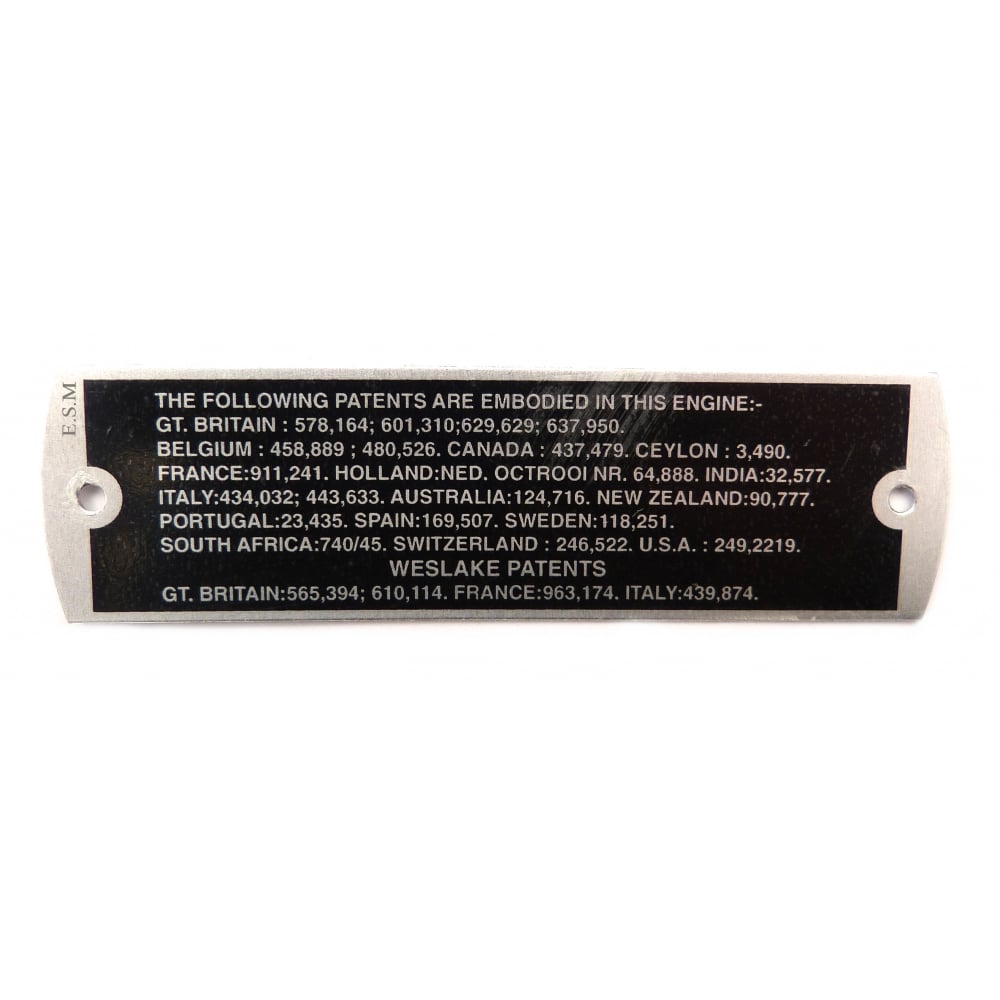 E.S.M
THE FOLLOWING PATENTS ARE EMBODIED IN THIS ENGINE:-
GT. BRITAIN : 578,164; 601,310;629,629; 637,950.
BELGIUM : 458,889 ; 480,526. CANADA : 437,479. CEYLON : 3,490.
FRANCE:911,241. HOLLAND:NED. OCTROOI NR. 64,888. INDIA:32,577.
ITALY:434,032; 443,633. AUSTRALIA:124,716. NEW ZEALAND:90,777.
PORTUGAL:23,435. SPAIN:169,507. SWEDEN:118,251.
SOUTH AFRICA:740/45. SWITZERLAND : 246,522. U.S.A. : 249,2219.
WESLAKE PATENTS
GT. BRITAIN:565,394; 610,114. FRANCE:963,174. ITALY:439,874.